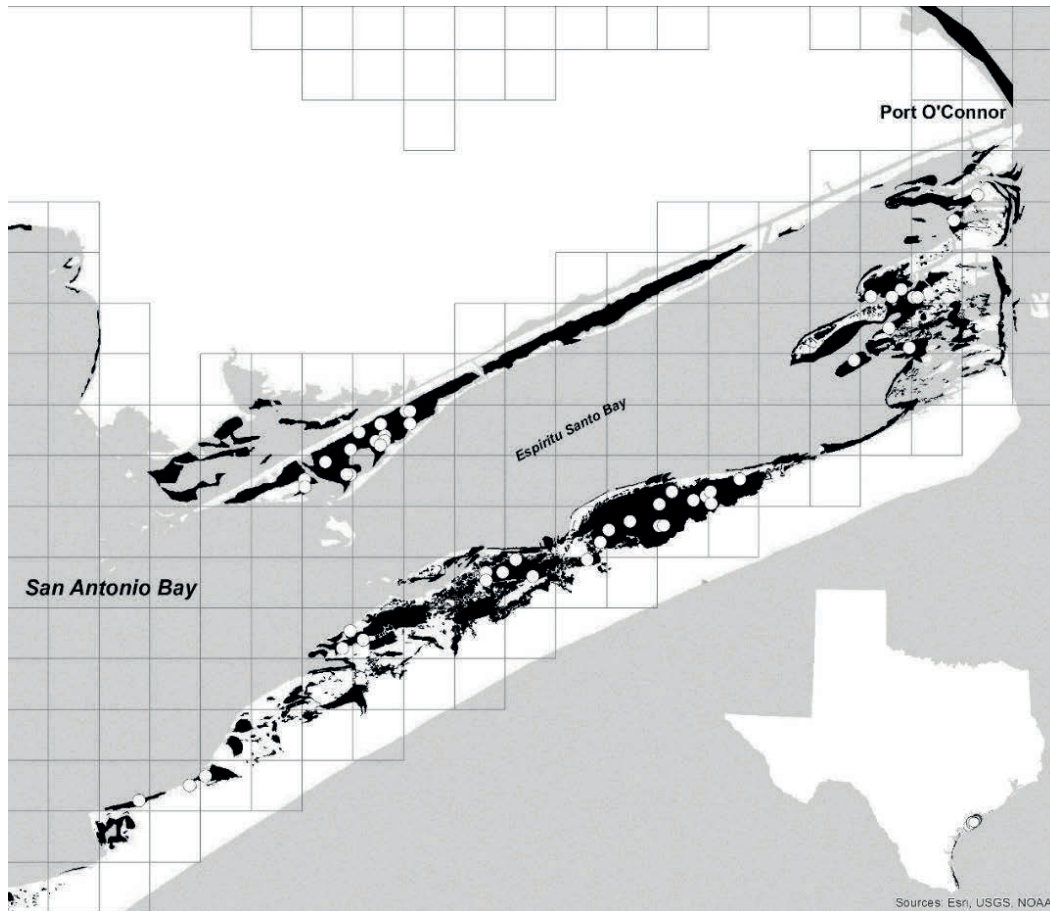 Port O'Connor
Espiritu Santo Bay
San Antonio Bay
Sources: Esri, USGS, NOAA